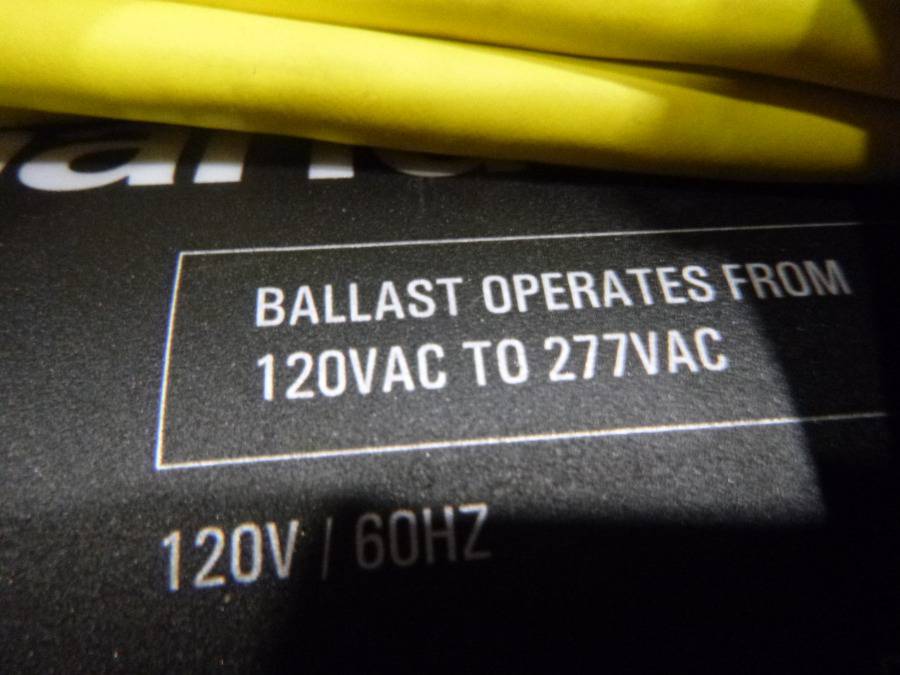 BALLAST OPERATES FROM
120VAC TO 277VAC
120V / 60HZ